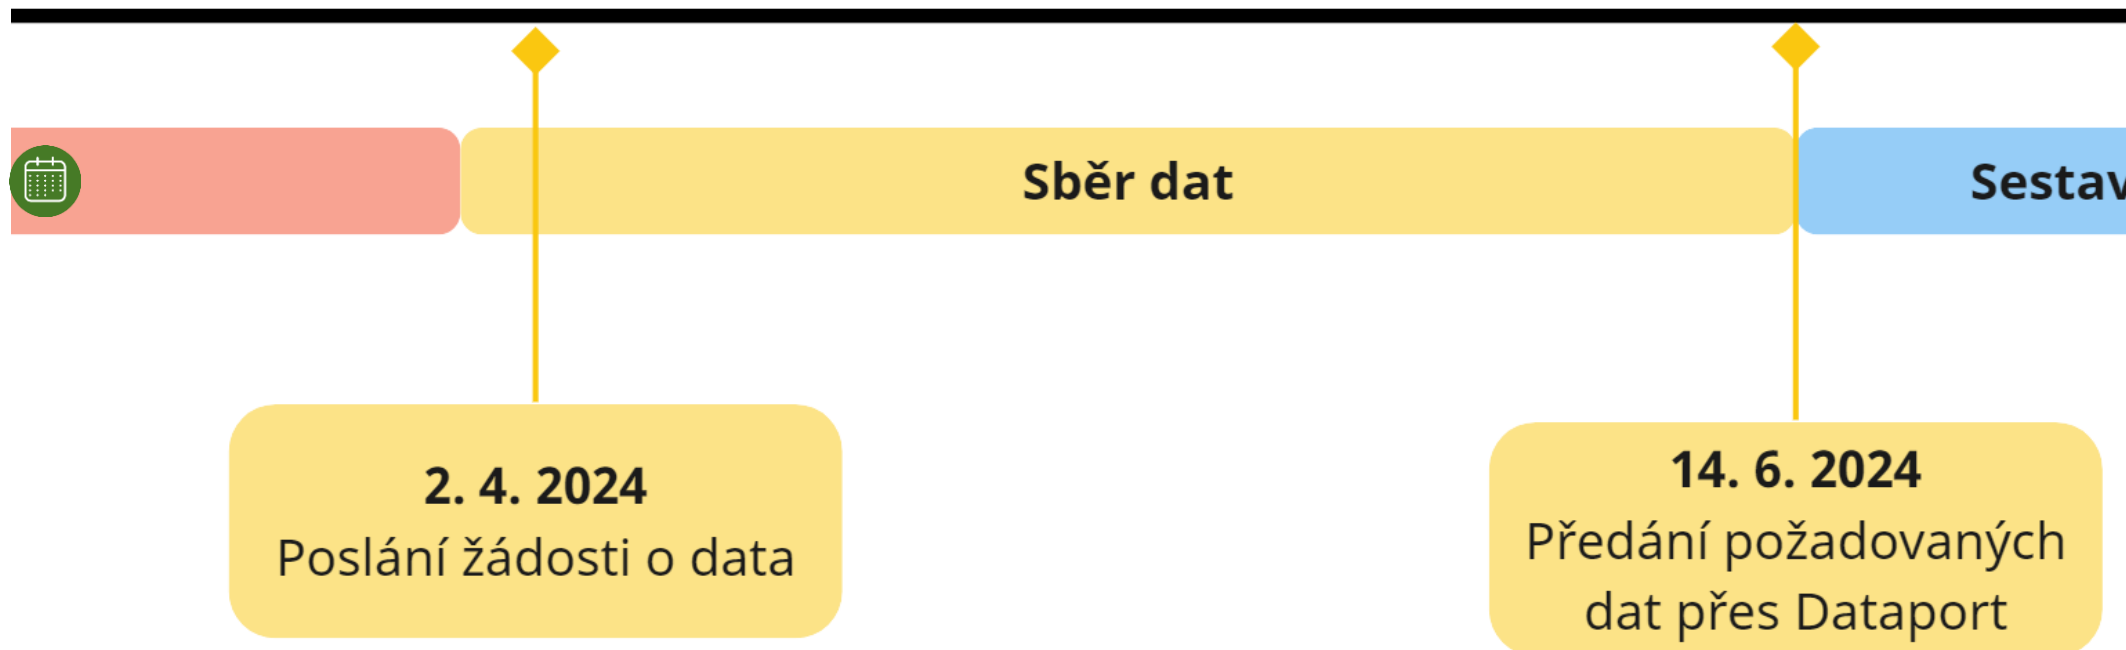 Sběr dat
Sestav
2. 4. 2024
Poslání žádosti o data
14. 6. 2024
Předání požadovaných
dat přes Dataport